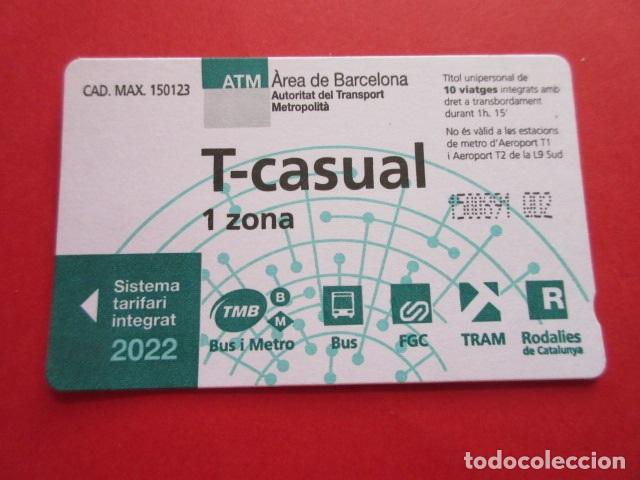 CAD. MAX. 150123
ATM
Àrea de Barcelona
Autoritat del Transport
Metropolità
Títol unipersonal de
10 viatges integrats amb
dret a transbordament
durant 1h. 15'
No és vàlid a les estacions
de metro d'Aeroport T1
i Aeroport T2 de la L9 Sud
T-casual
1 zona
Sistema
tarifari
integrat
2022
TMB
B
M
Bus i Metro
Bus
FGC
TRAM
R
Rodalies
de Catalunya
todocoleccion.net